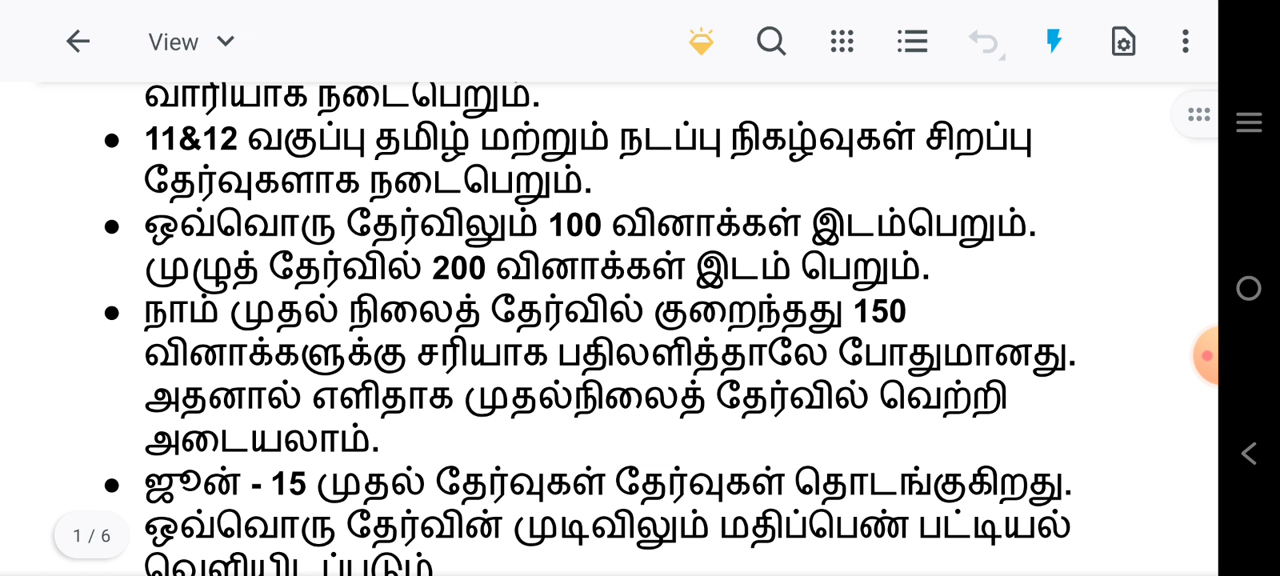 View
வாரியாக நடைபெறும்.
● 11&12 வகுப்பு தமிழ் மற்றும் நடப்பு நிகழ்வுகள் சிறப்பு
தேர்வுகளாக நடைபெறும்.
● ஒவ்வொரு தேர்விலும் 100 வினாக்கள் இடம்பெறும்.
முழுத் தேர்வில் 200 வினாக்கள் இடம் பெறும்.
● நாம் முதல் நிலைத் தேர்வில் குறைந்தது 150
வினாக்களுக்கு சரியாக பதிலளித்தாலே போதுமானது.
அதனால் எளிதாக முதல்நிலைத் தேர்வில் வெற்றி
அடையலாம்.
● ஜூன் - 15 முதல் தேர்வுகள் தேர்வுகள் தொடங்குகிறது.
ஒவ்வொரு தேர்வின் முடிவிலும் மதிப்பெண் பட்டியல்
வெளியிடப்படும்
1 / 6